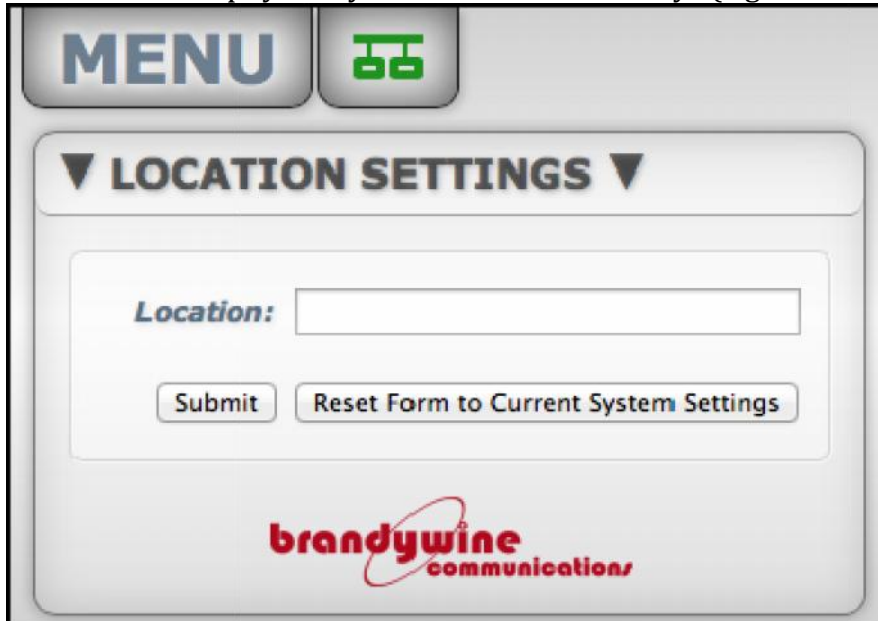 MENU
▼ LOCATION SETTINGS ▼
Location:
Submit Reset Form to Current System Settings
brandywine
communications